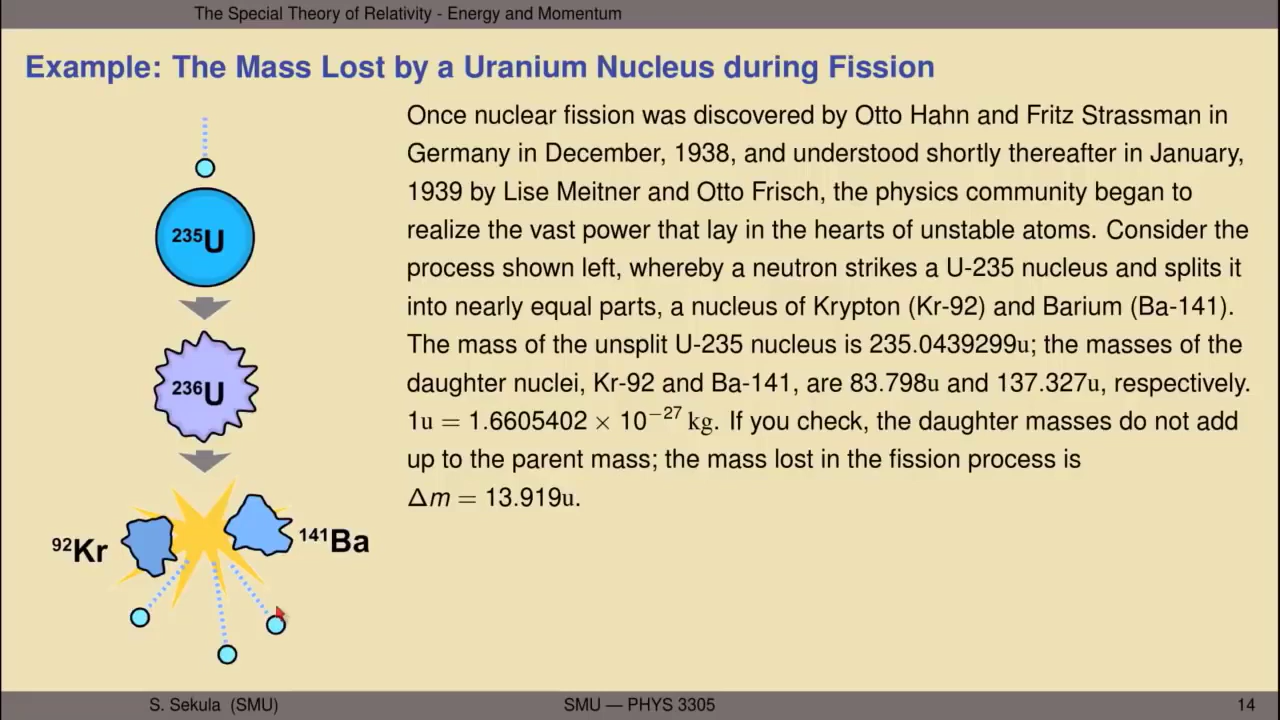 The Special Theory of Relativity - Energy and Momentum
Example: The Mass Lost by a Uranium Nucleus during Fission
²³⁵U
²³⁶U
⁹²Kr
¹⁴¹Ba
Once nuclear fission was discovered by Otto Hahn and Fritz Strassman in
Germany in December, 1938, and understood shortly thereafter in January,
1939 by Lise Meitner and Otto Frisch, the physics community began to
realize the vast power that lay in the hearts of unstable atoms. Consider the
process shown left, whereby a neutron strikes a U-235 nucleus and splits it
into nearly equal parts, a nucleus of Krypton (Kr-92) and Barium (Ba-141).
The mass of the unsplit U-235 nucleus is 235.0439299u; the masses of the
daughter nuclei, Kr-92 and Ba-141, are 83.798u and 137.327u, respectively.
1u = 1.6605402 × 10⁻²⁷ kg. If you check, the daughter masses do not add
up to the parent mass; the mass lost in the fission process is
Δm = 13.919u.
S. Sekula (SMU)
SMU — PHYS 3305
14